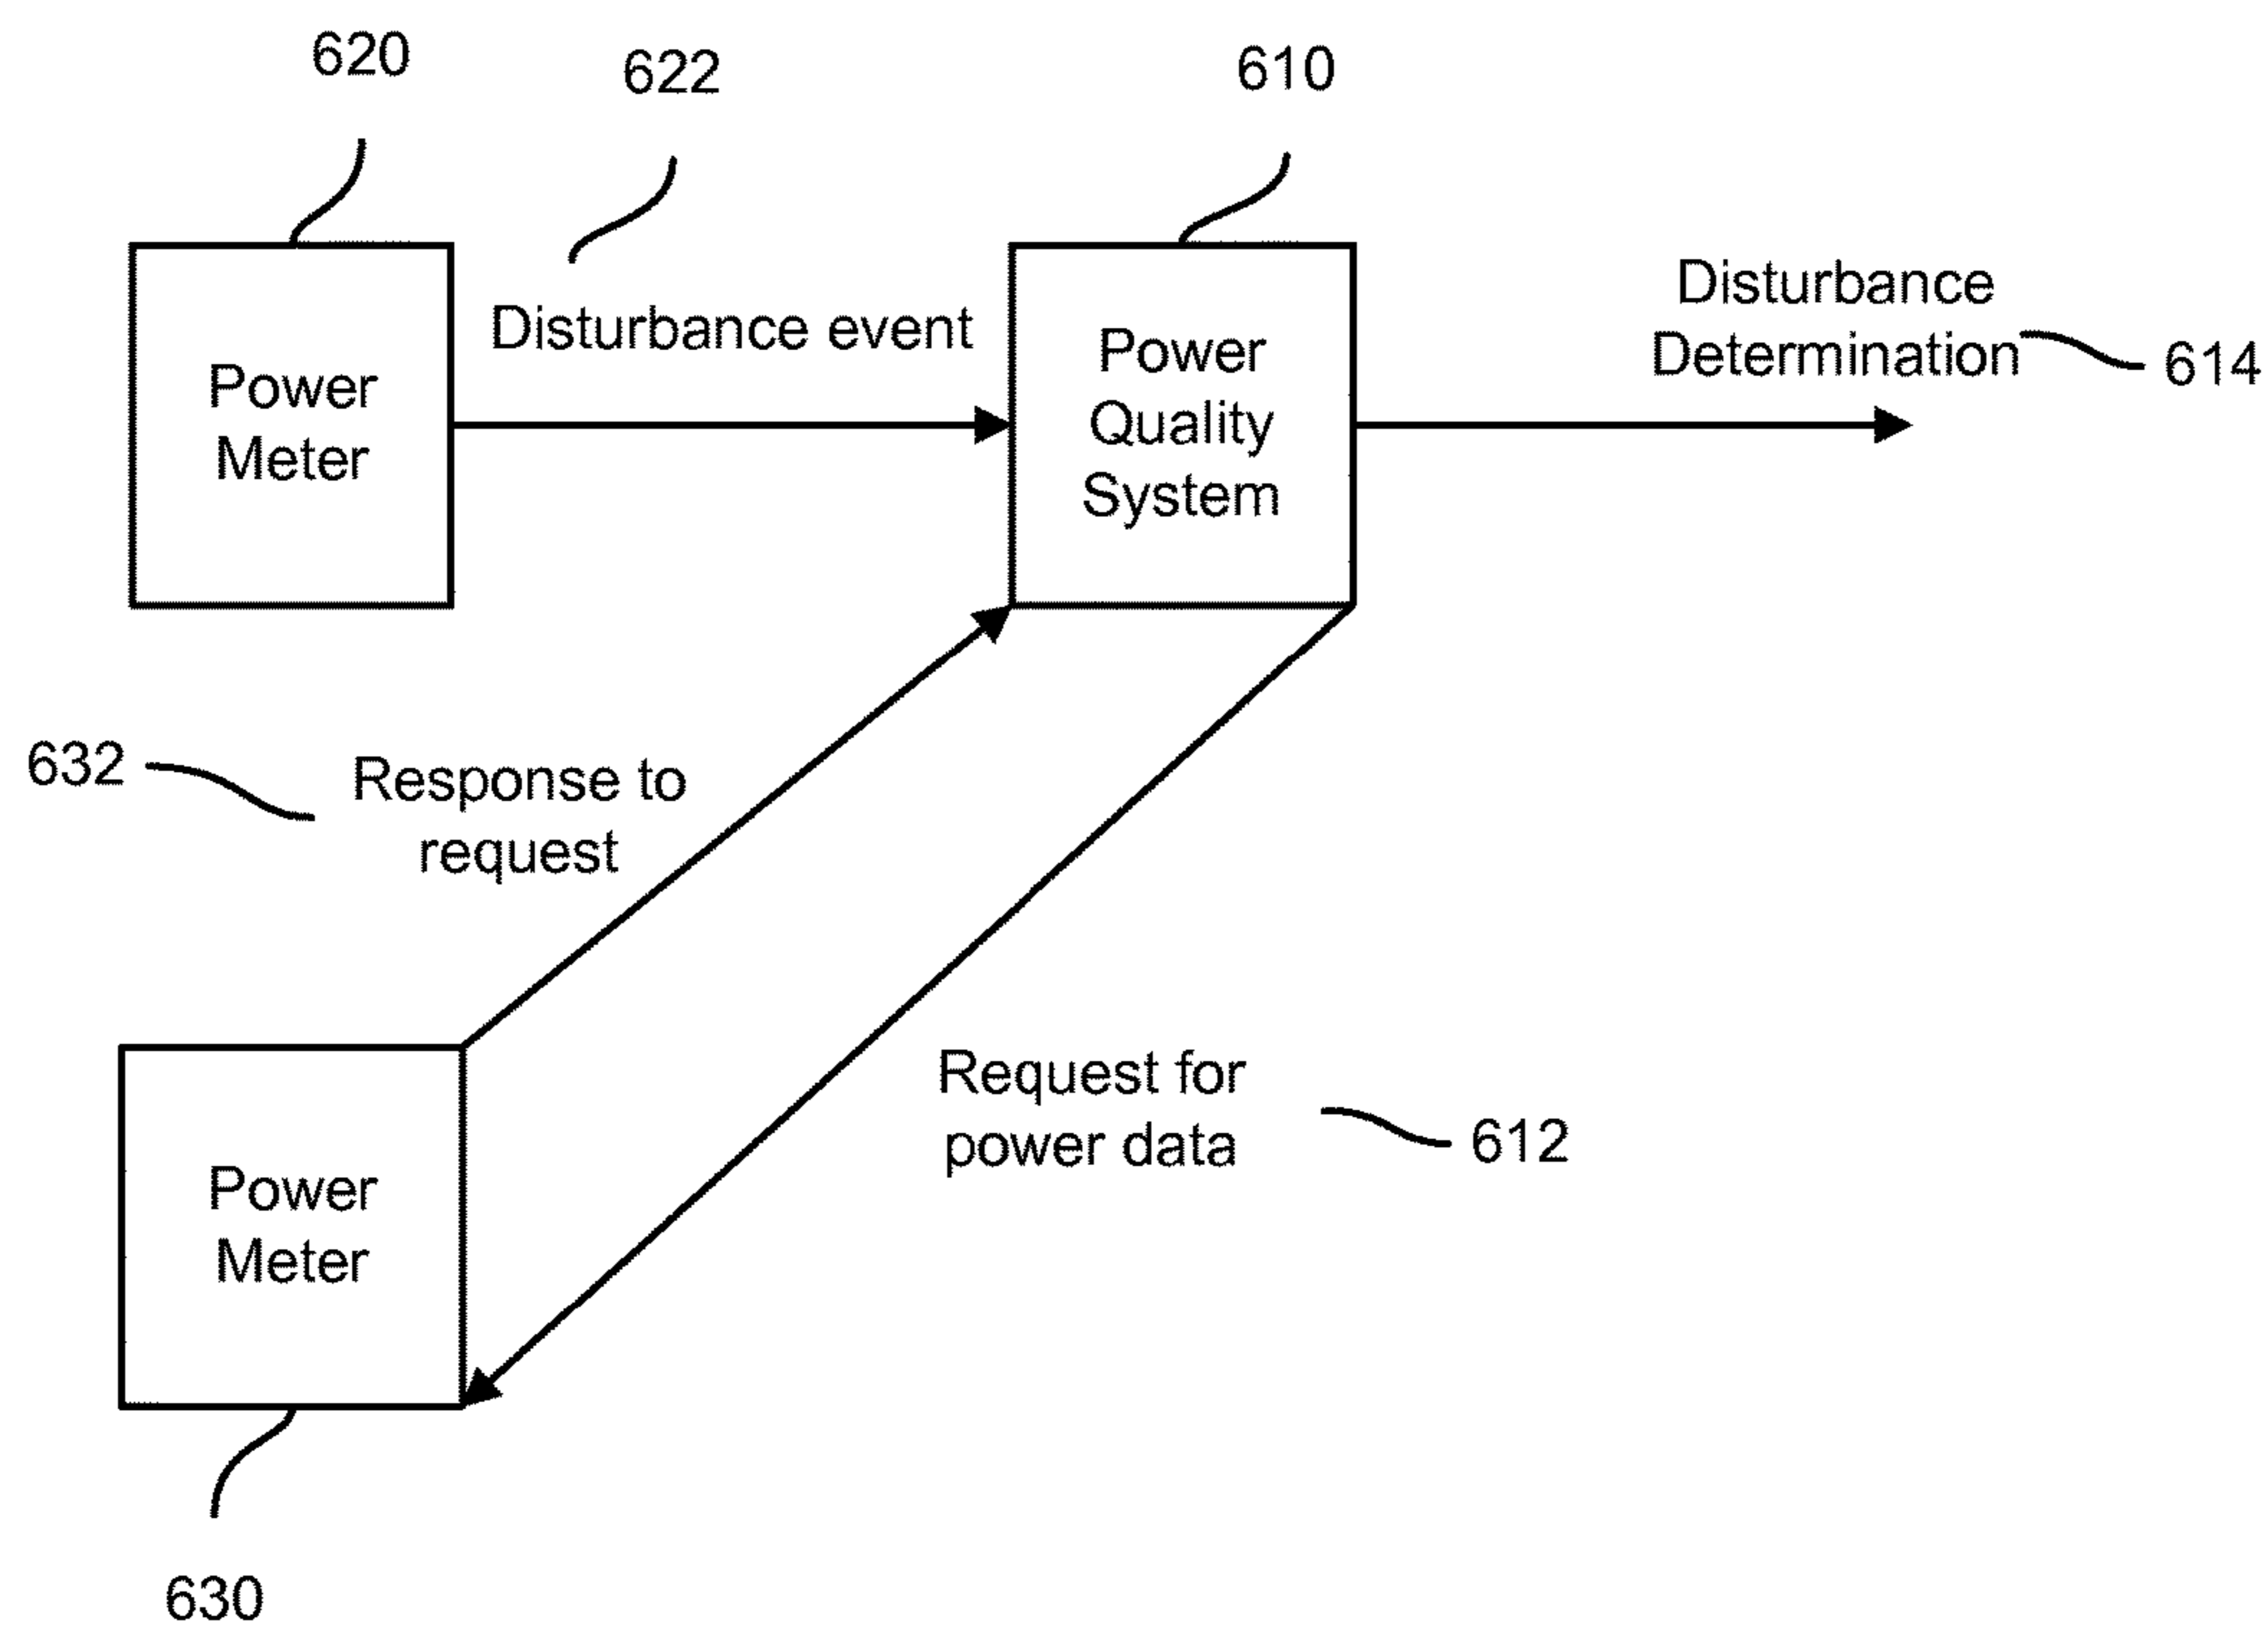 620
622
610
Power
Meter
Disturbance event
Power
Quality
System
Disturbance
Determination
614
632
Response to
request
Request for
power data
612
Power
Meter
630